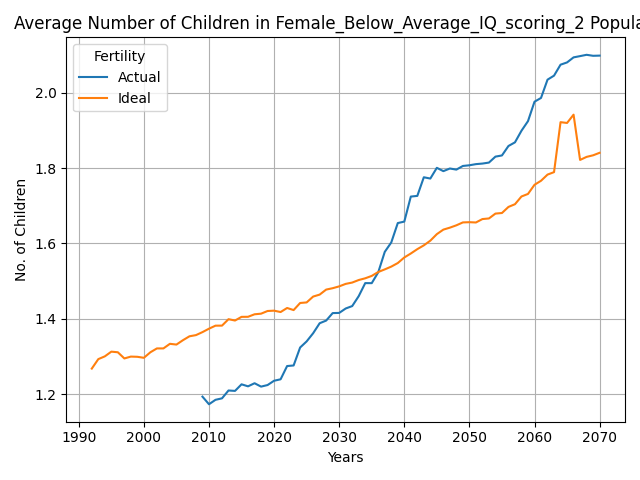 Average Number of Children in Female_Below_Average_IQ_scoring_2 Popula
Fertility
Actual
Ideal
2.0
1.8
1.6
1.4
1.2
No. of Children
1990 2000 2010 2020 2030 2040 2050 2060 2070
Years